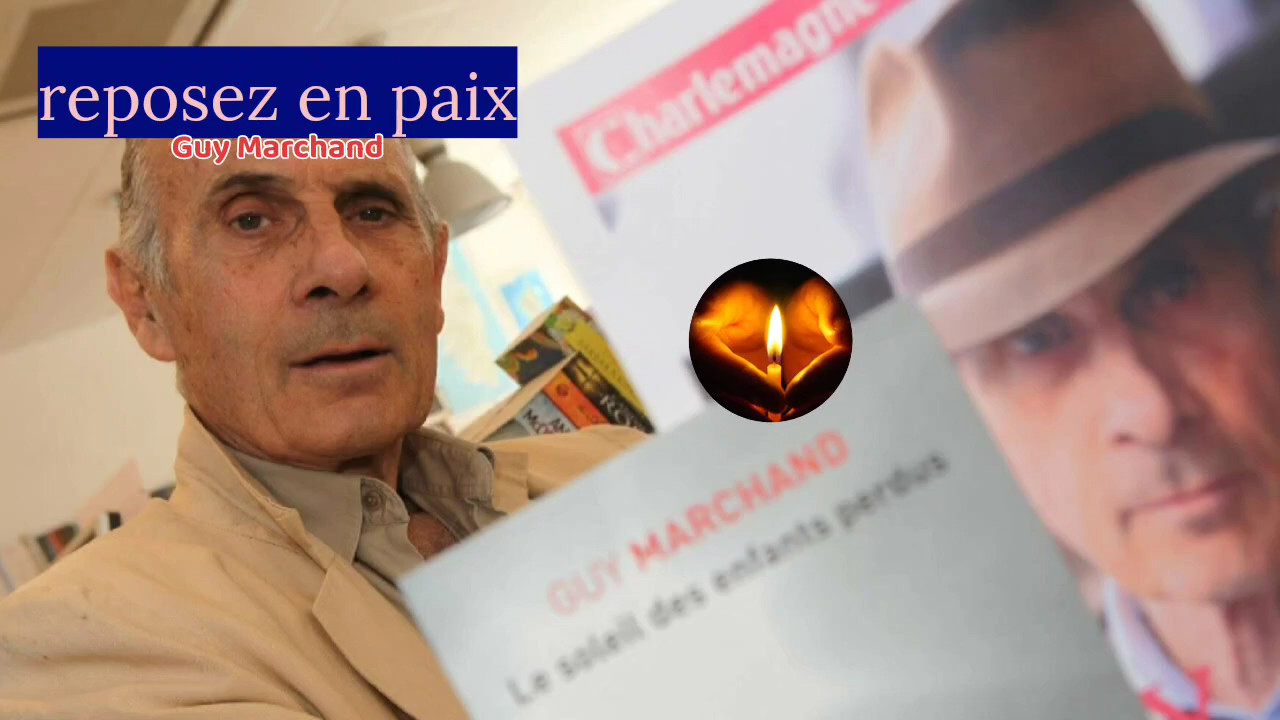 reposez en paix
Guy Marchand
Charlemagne
GUY MARCHAND
Le soleil des enfants perdus